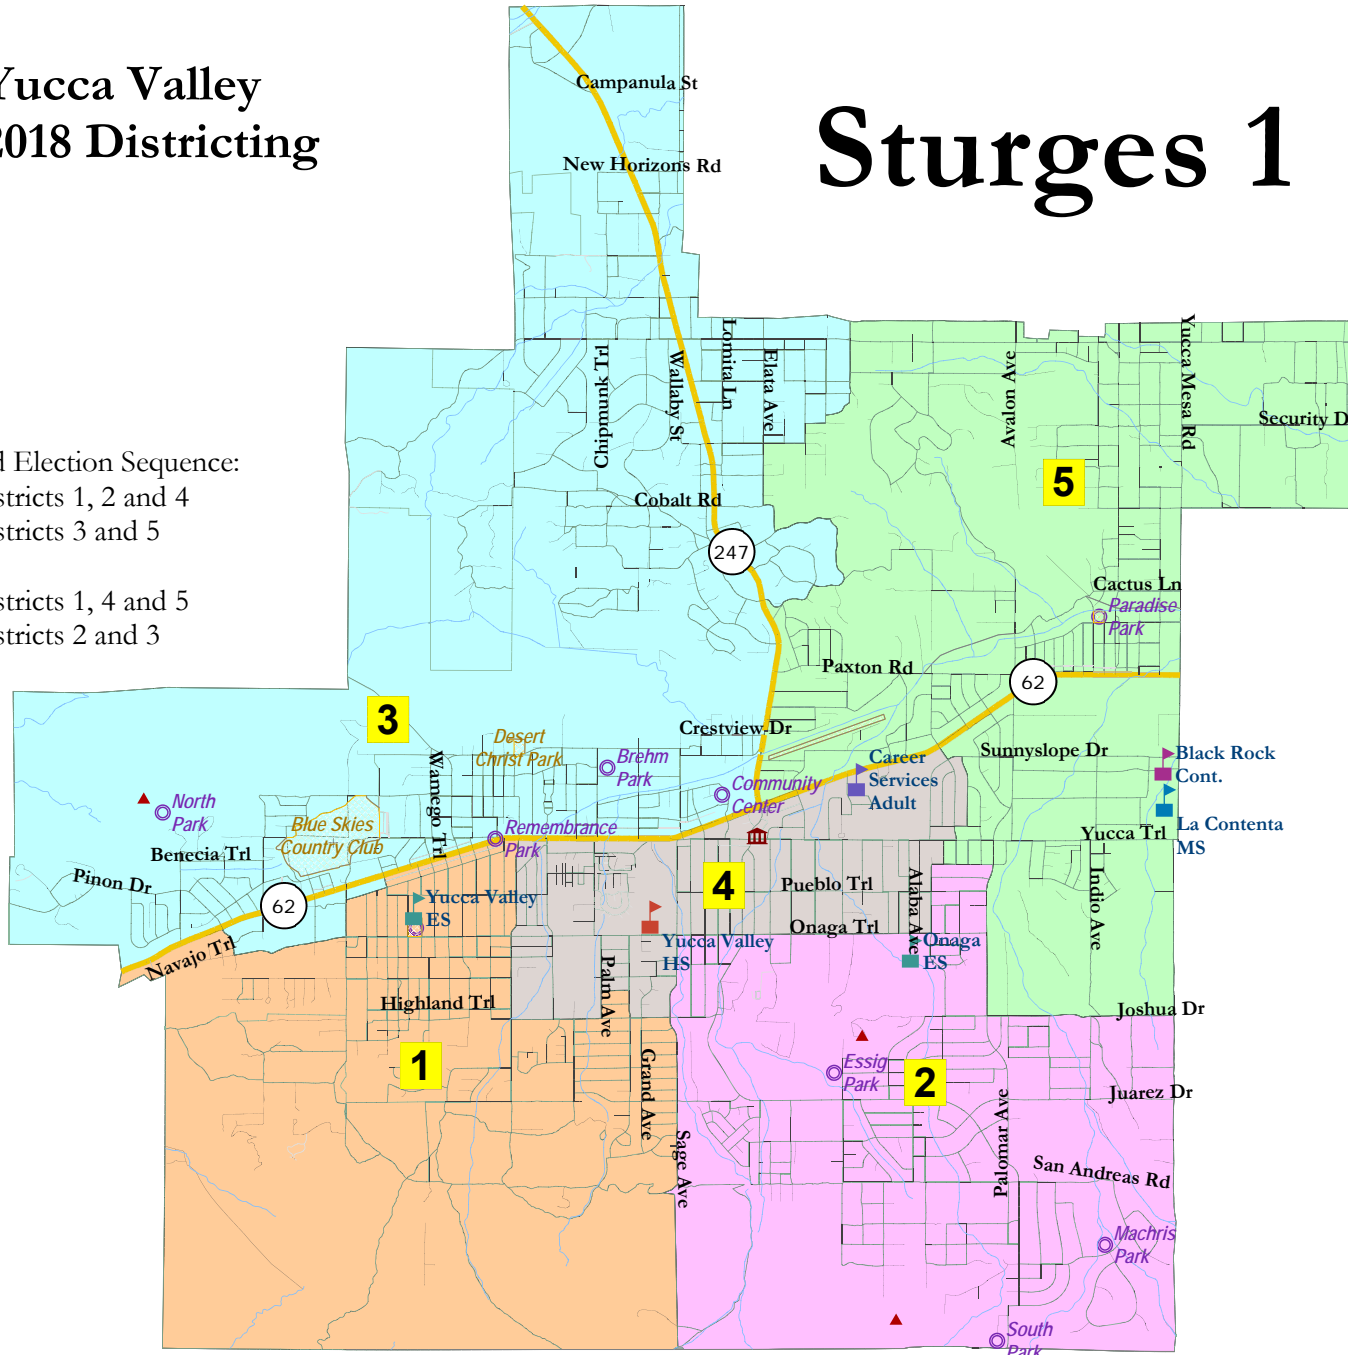 Yucca Valley
2018 Districting
Sturges 1
d Election Sequence:
stricts 1, 2 and 4
stricts 3 and 5
stricts 1, 4 and 5
stricts 2 and 3
Campanula St
New Horizons Rd
Chipmunk Trl
Wallaby St
Lomita Ln
Elata Ave
Avalon Ave
Yucca Mesa Rd
Security D
5
Cobalt Rd
247
Cactus Ln
Paradise
Park
Paxton Rd
62
3
Crestview Dr
Desert
Christ Park
Brehm
Park
Sunnyslope Dr
Black Rock
Cont.
Career
Services
Adult
Community
Center
Wamego Trl
North
Park
Blue Skies
Country Club
Remembrance
Park
La Contenta
MS
Yucca Trl
Benecia Trl
Pinon Dr
62
Yucca Valley
ES
4
Pueblo Trl
Alaba Ave
Indio Ave
Onaga Trl
Navajo Trl
Yucca Valley
HS
Onaga
ES
Palm Ave
Highland Trl
Joshua Dr
1
Grand Ave
Essig
Park
2
Juarez Dr
Palomar Ave
Sage Ave
San Andreas Rd
Machris
Park
South
Park